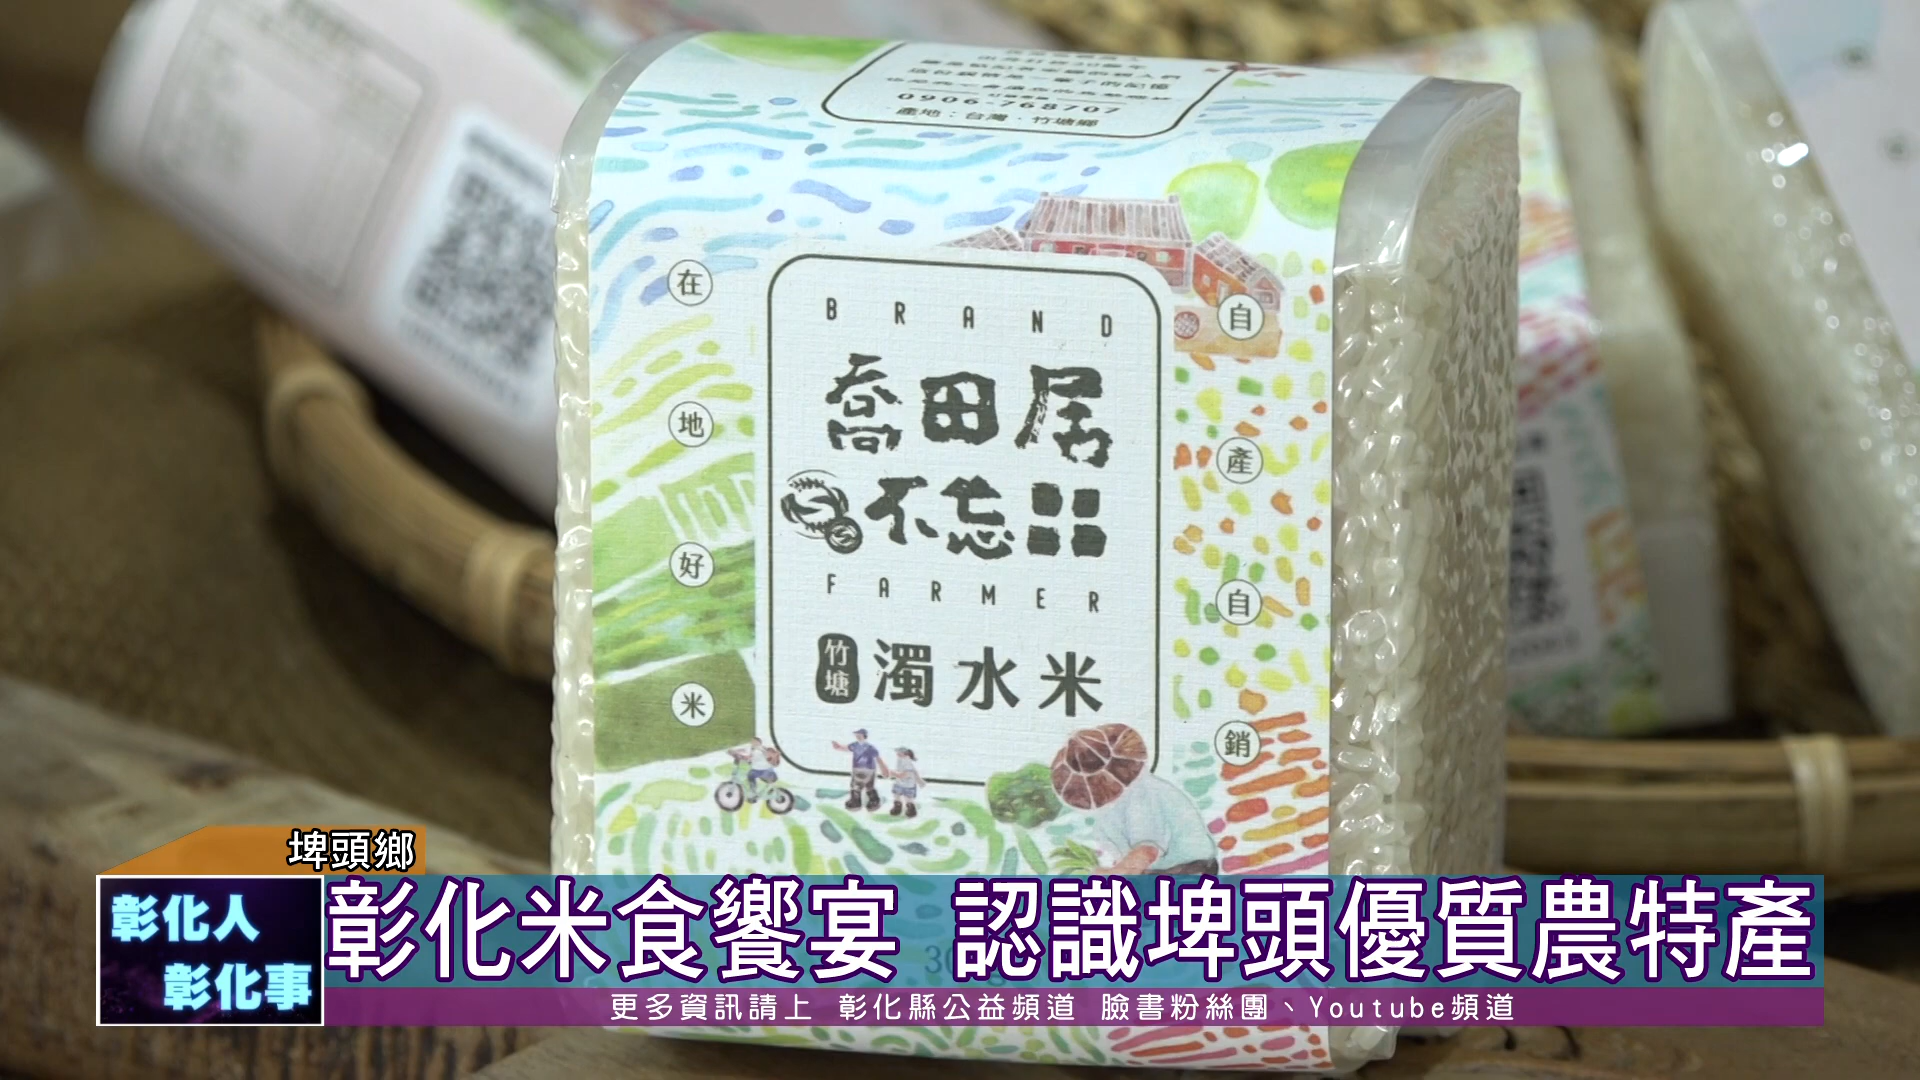 0906-768707
產地：台灣．竹塘鄉
BRAND
喬田居
不忘田
FARMER
竹塘 濁水米
在地好米
自產自銷
埤頭鄉
彰化人
彰化事
彰化米食饗宴 認識埤頭優質農特產
更多資訊請上 彰化縣公益頻道 臉書粉絲團、Youtube頻道